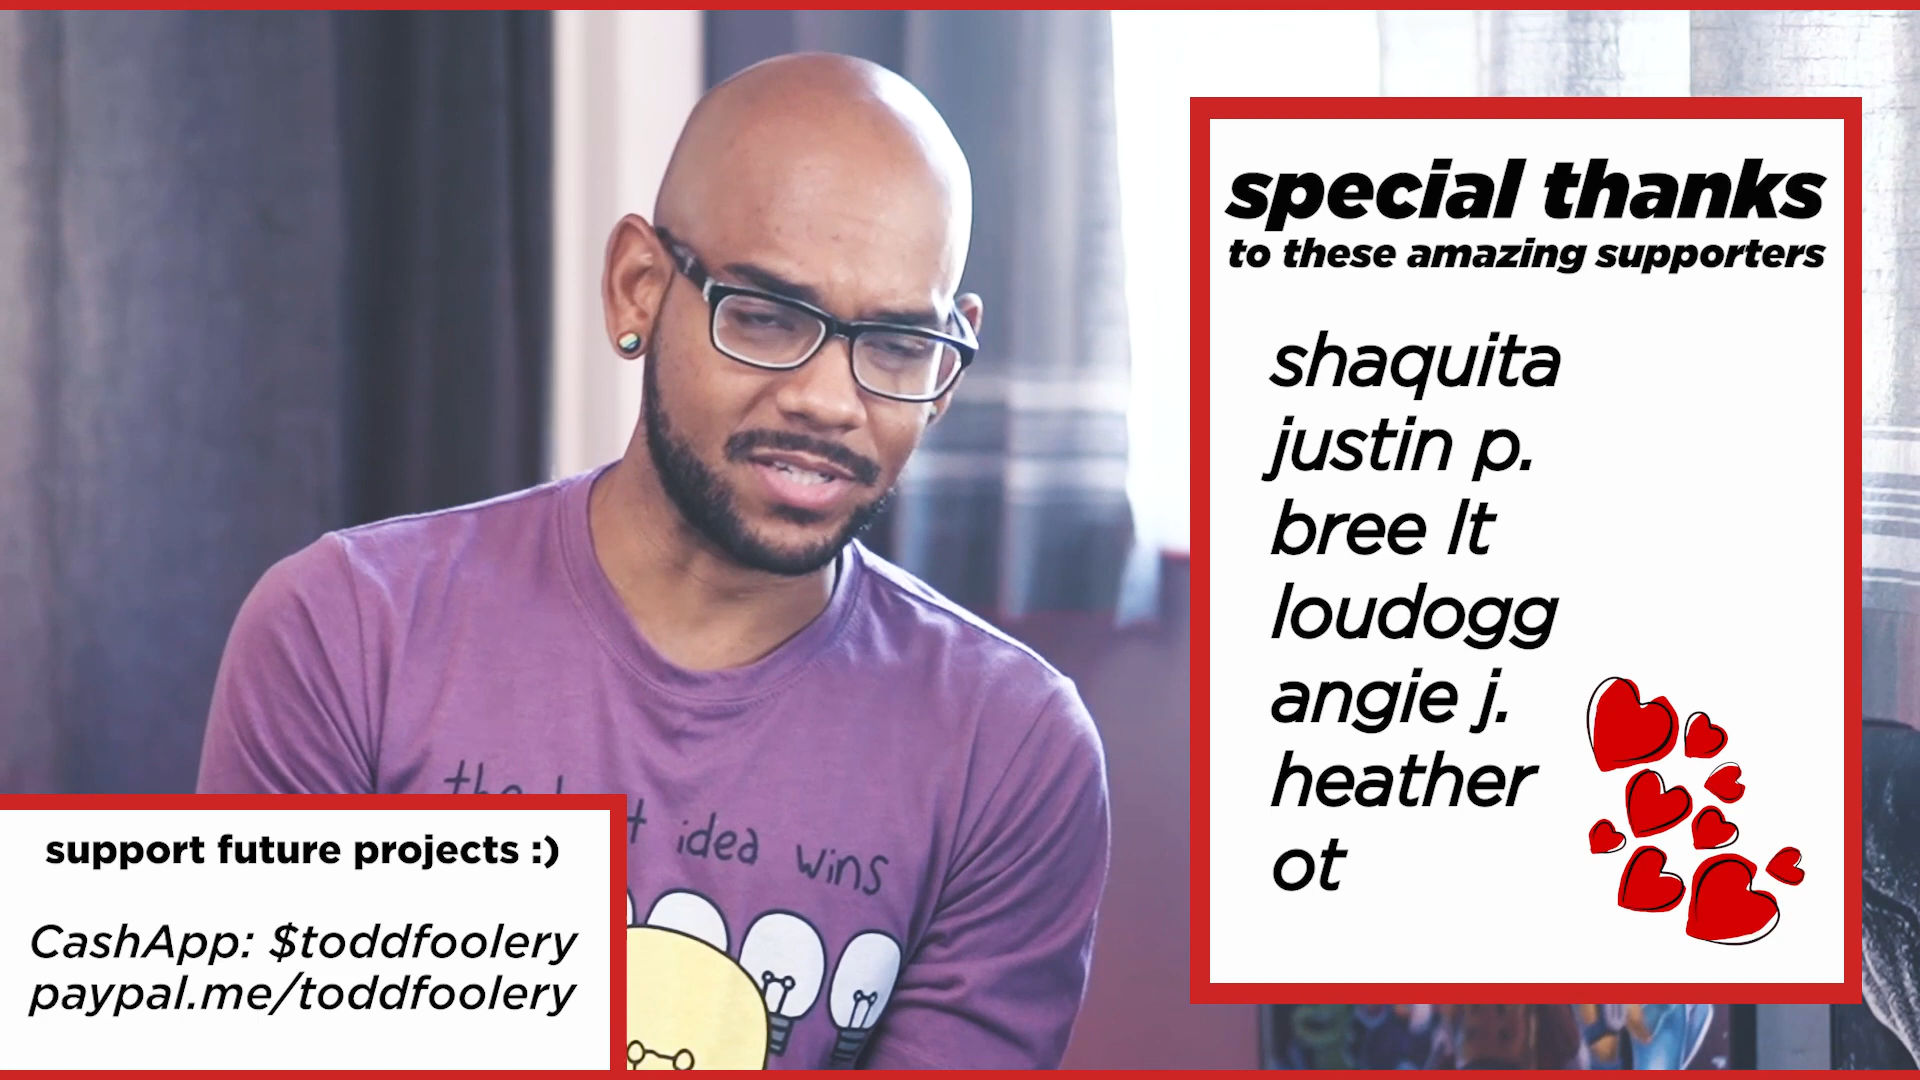 special thanks
to these amazing supporters
shaquita
justin p.
bree lt
loudogg
angie j.
heather
ot
idea wins
support future projects :)
CashApp: $toddfoolery
paypal.me/toddfoolery